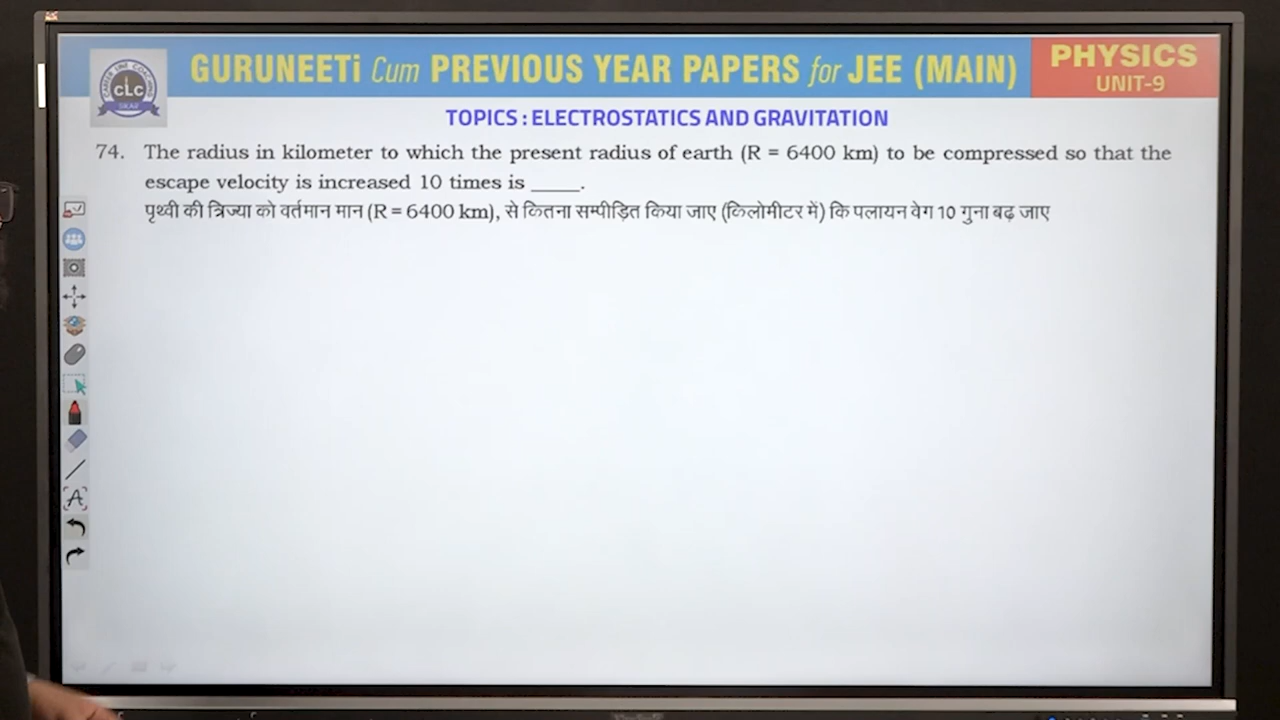 GURUNEETi Cum PREVIOUS YEAR PAPERS for JEE (MAIN)
PHYSICS
UNIT-9
CLC
SIKAR
TOPICS : ELECTROSTATICS AND GRAVITATION
74. The radius in kilometer to which the present radius of earth (R = 6400 km) to be compressed so that the
escape velocity is increased 10 times is _____.
पृथ्वी की त्रिज्या को वर्तमान मान (R = 6400 km), से कितना सम्पीड़ित किया जाए (किलोमीटर में) कि पलायन वेग 10 गुना बढ़ जाए
A